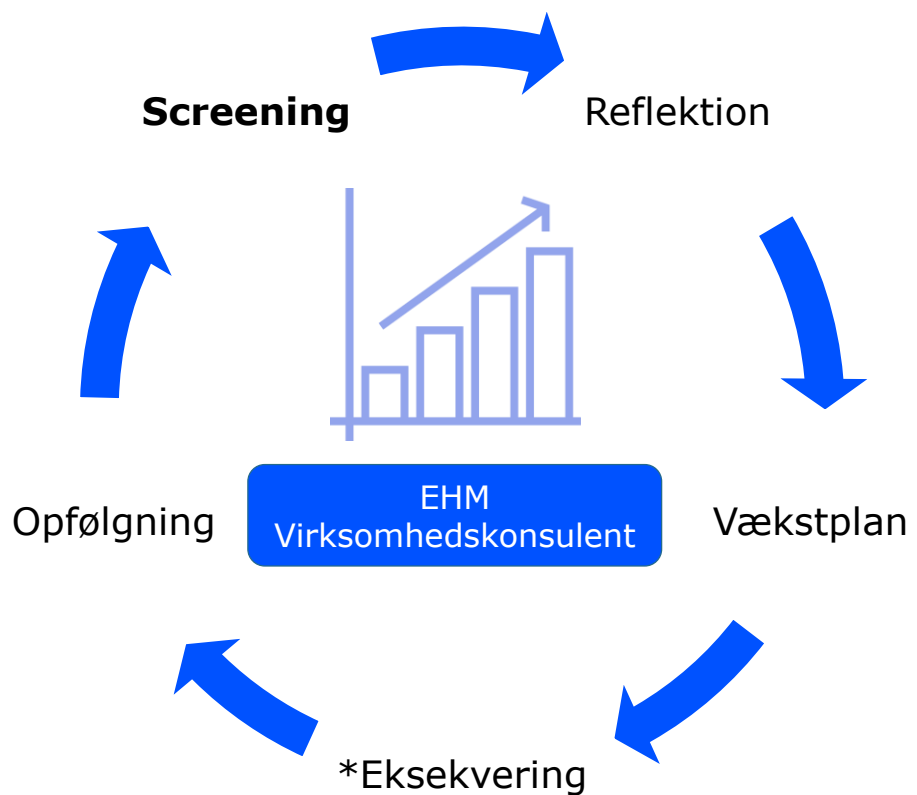 Screening
Reflektion
Vækstplan
*Eksekvering
Opfølgning
EHM
Virksomhedskonsulent